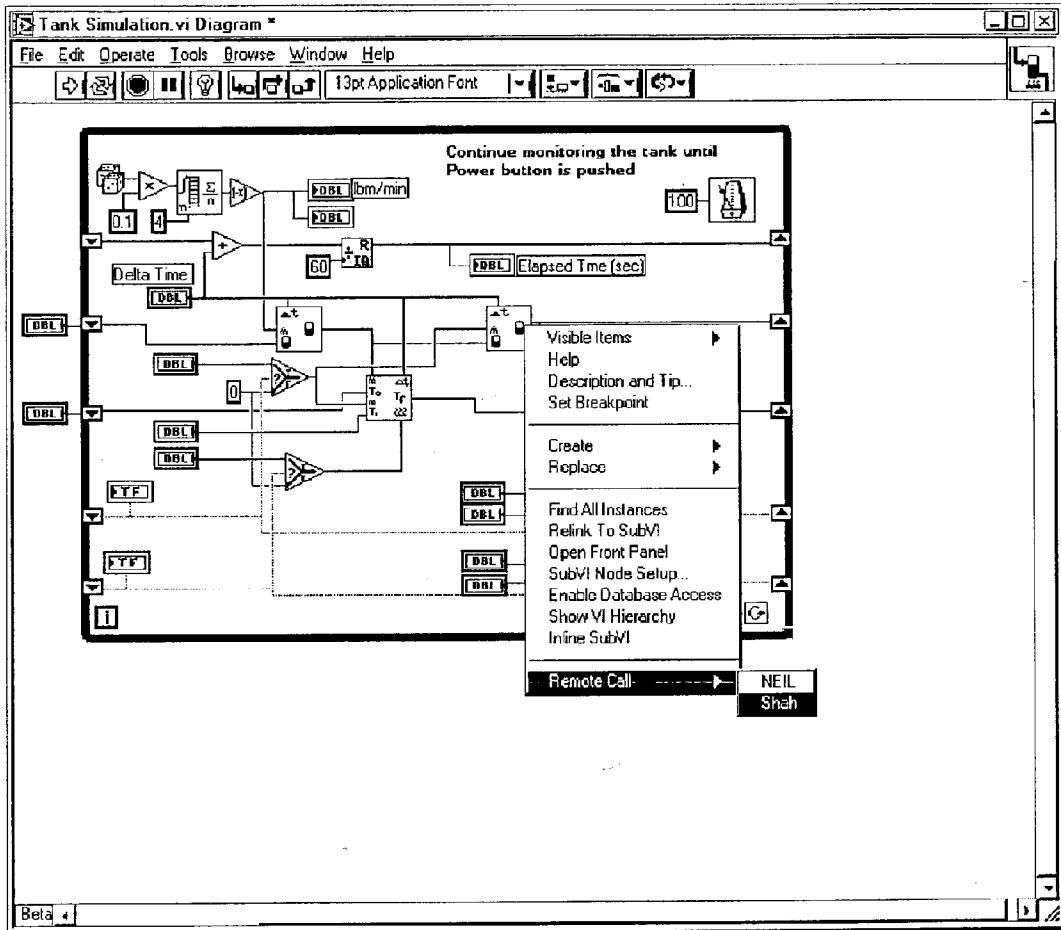 Tank Simulation.vi Diagram *
File Edit Operate Tools Browse Window Help
13pt Application Font
Continue monitoring the tank until
Power button is pushed
DBL lbm/min
0.1 4
DBL
100
60
DBL Elapsed Tme (sec)
Delta Time
DBL
DBL
DBL
0
DBL
DBL
DBL
TF
TF
DBL
DBL
DBL
DBL
i
Visible Items
Help
Description and Tip...
Set Breakpoint
Create
Replace
Find All Instances
Relink To SubVI
Open Front Panel
SubVI Node Setup...
Enable Database Access
Show VI Hierarchy
Inline SubVI
Remote Call
NEIL
Shah
Beta